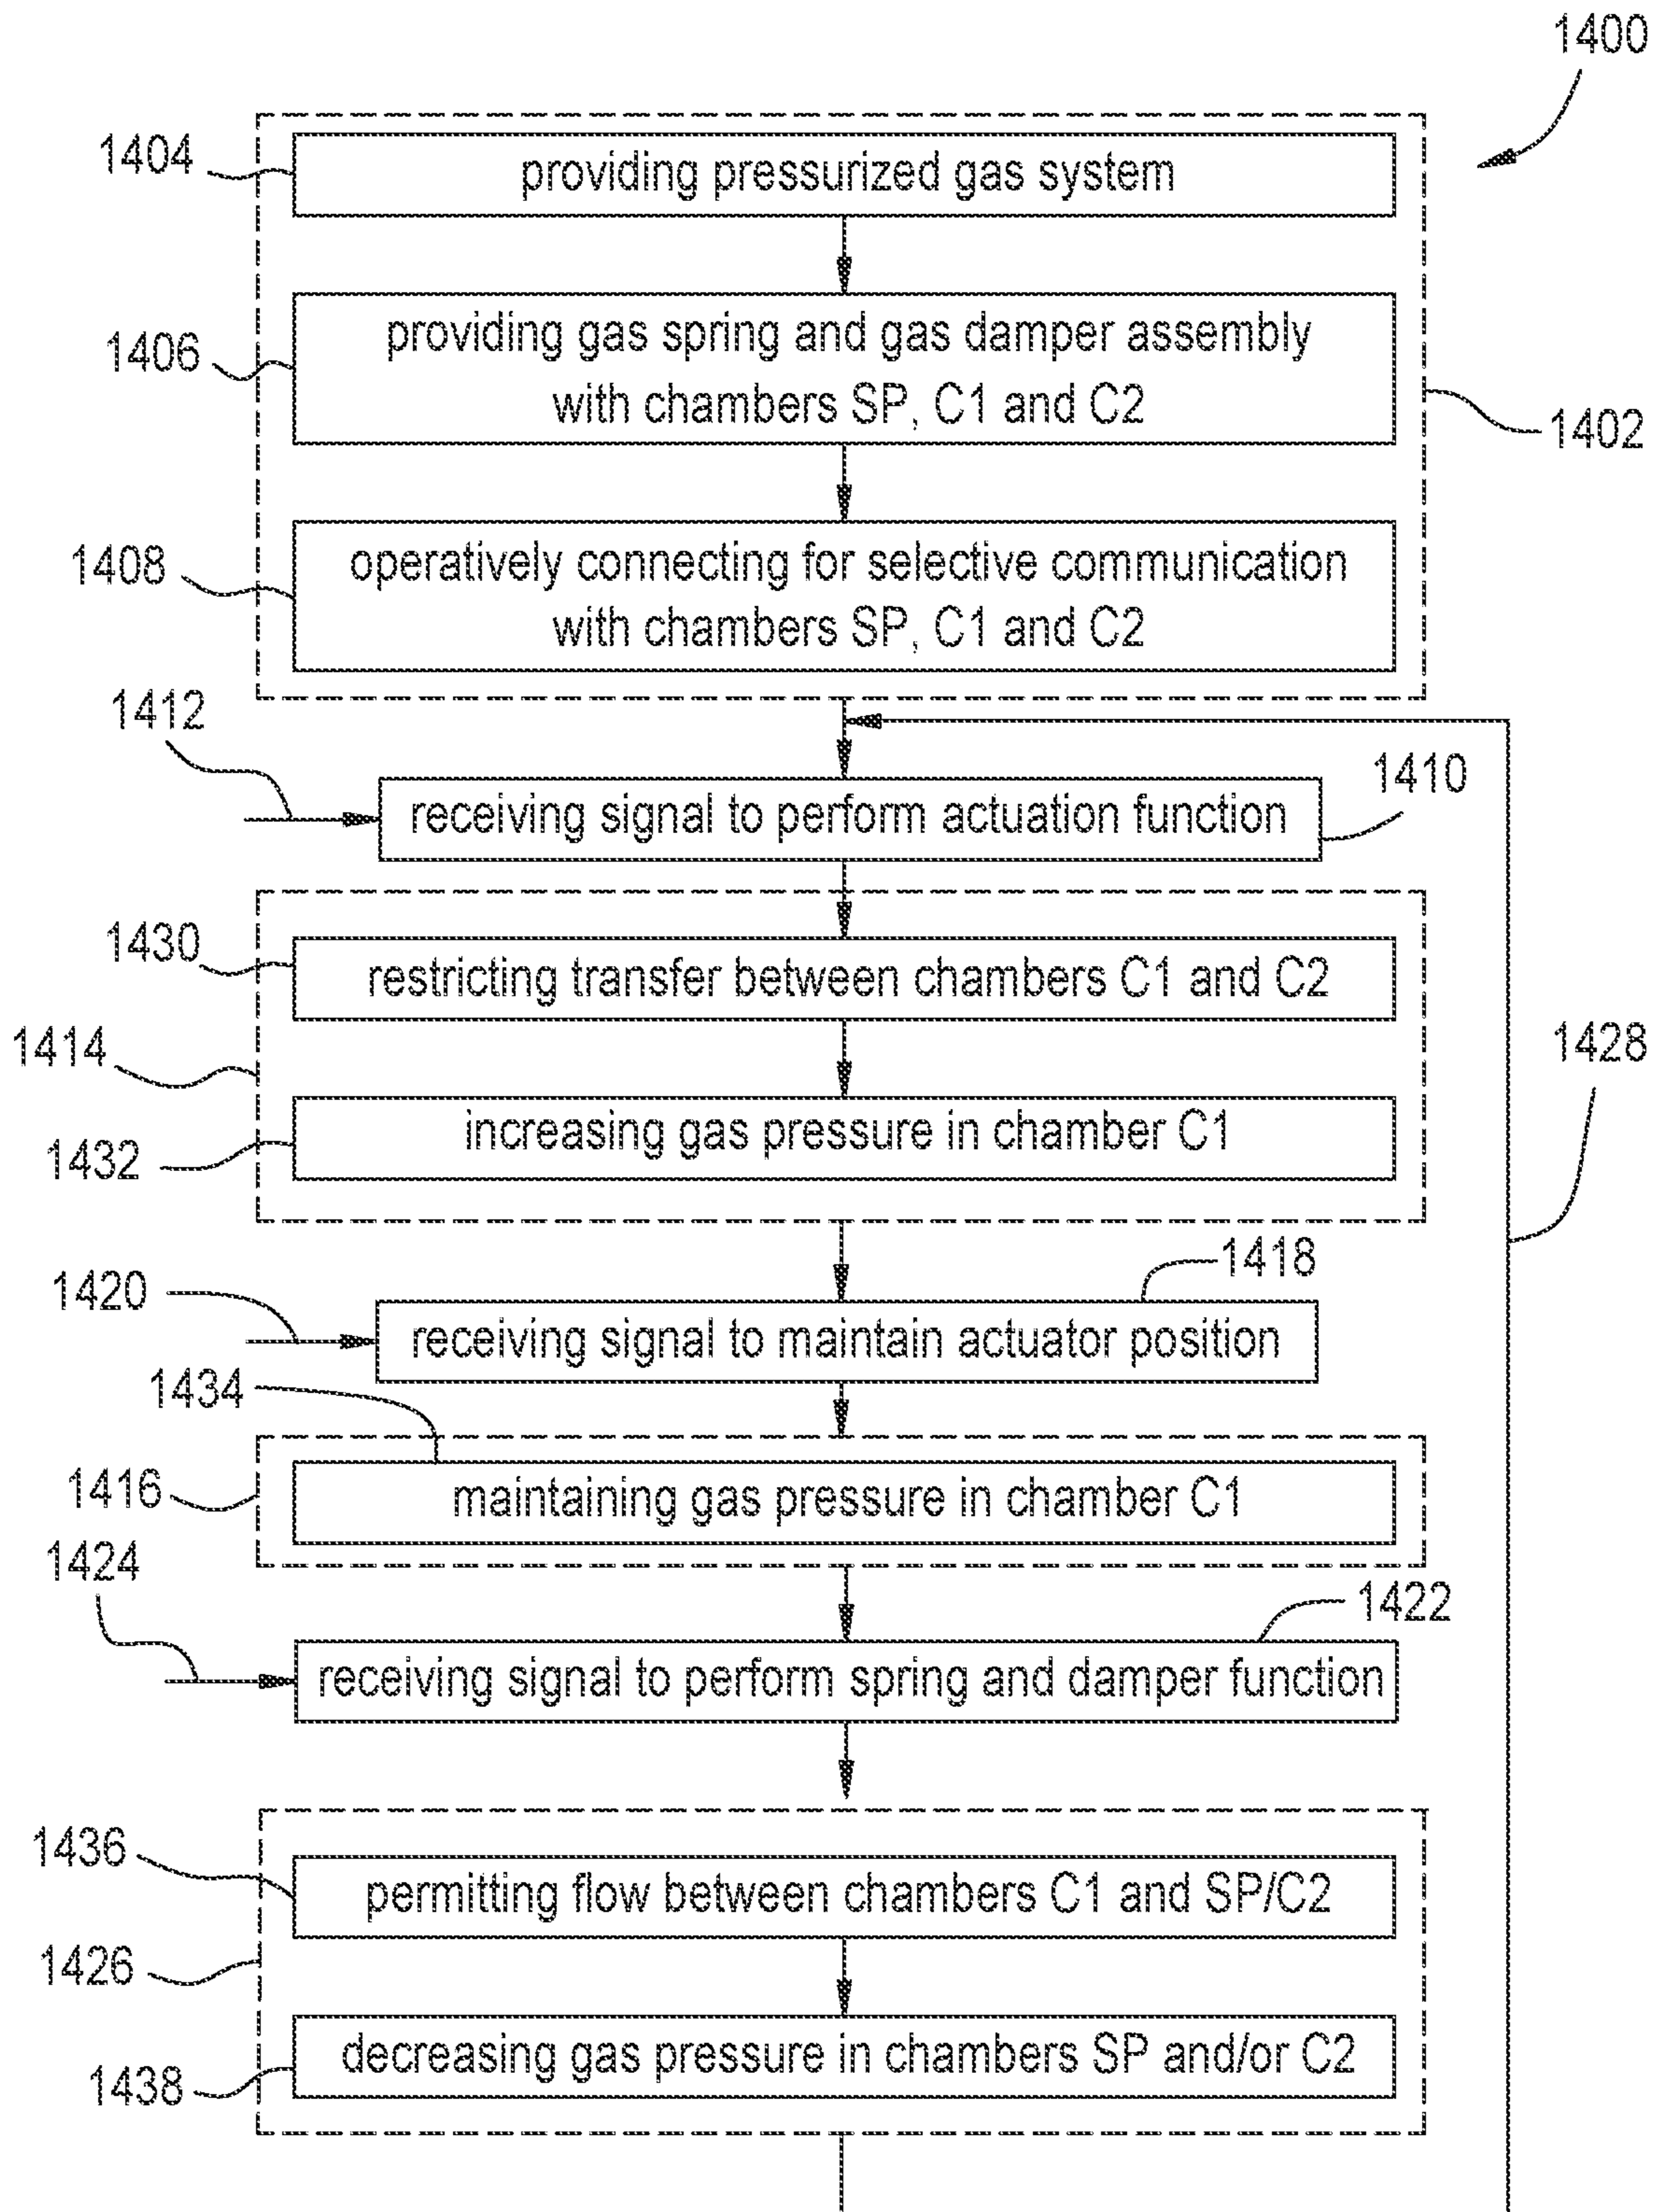 1400
1404
providing pressurized gas system
1406
providing gas spring and gas damper assembly
with chambers SP, C1 and C2
1402
1408
operatively connecting for selective communication
with chambers SP, C1 and C2
1412
1410
receiving signal to perform actuation function
1430
restricting transfer between chambers C1 and C2
1414
1428
increasing gas pressure in chamber C1
1432
1418
1420
receiving signal to maintain actuator position
1434
1416
maintaining gas pressure in chamber C1
1424
1422
receiving signal to perform spring and damper function
1436
permitting flow between chambers C1 and SP/C2
1426
decreasing gas pressure in chambers SP and/or C2
1438